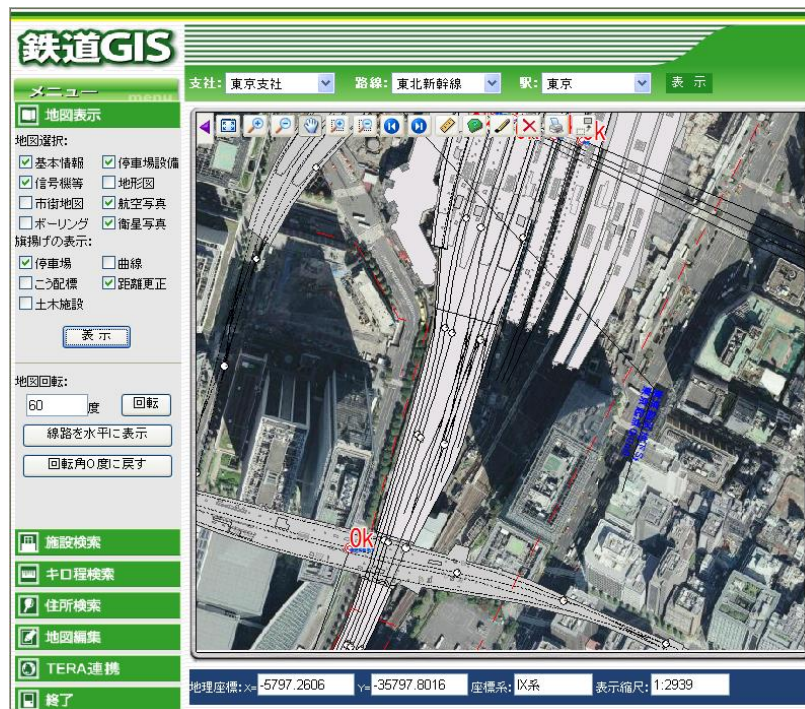 鉄道GIS
支社: 東京支社 路線: 東北新幹線 駅: 東京 表示
メニュー menu
地図表示
地図選択:
基本情報 停車場設備
信号機等 地形図
市街地図 航空写真
ボーリング 衛星写真
旗揚げの表示:
停車場 曲線
こう配標 距離更正
土木施設
表示
地図回転:
60 度 回転
線路を水平に表示
回転角0度に戻す
施設検索
キロ程検索
住所検索
地図編集
TERA連携
終了
k
0k
地理座標: X= -5797.2606 Y= -35797.8016 座標系: IX系 表示縮尺: 1:2939